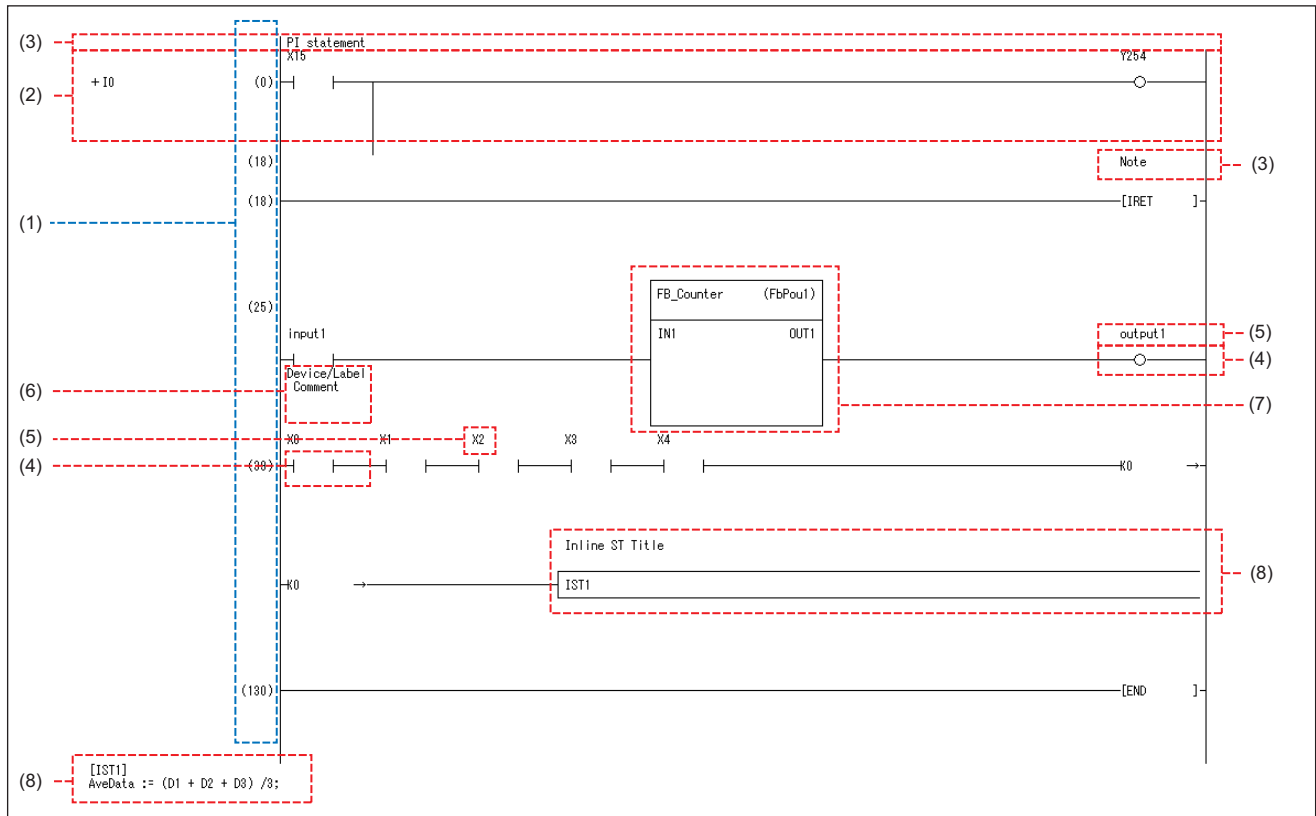 (3) PI statement
X15 Y254
(2) +I0 (0)
(18) Note (3)
(18) [IRET ]
(1)
FB_Counter (FbPou1)
(25)
input1 IN1 OUT1 output1 (5)
(4)
Device/Label
Comment
(6)
(7)
(5) X0 X1 X2 X3 X4
(4) (30) K0 →
Inline ST Title
K0 → IST1 (8)
(130) [END ]
[IST1]
(8) AveData := (D1 + D2 + D3) /3;